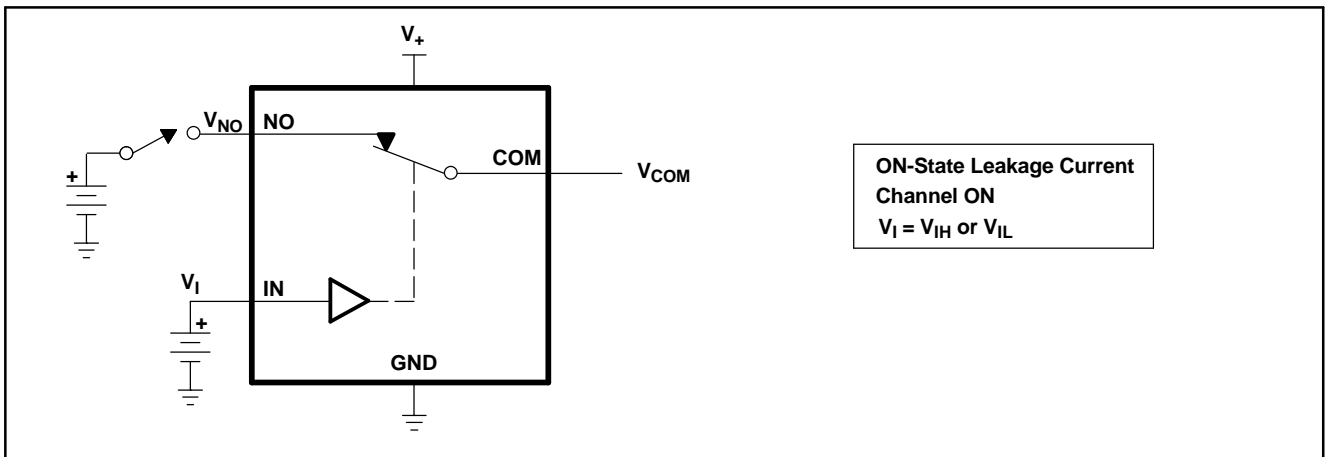 V+
VNO NO
COM
VCOM
+
VI IN
+
GND
ON-State Leakage Current
Channel ON
VI = VIH or VIL